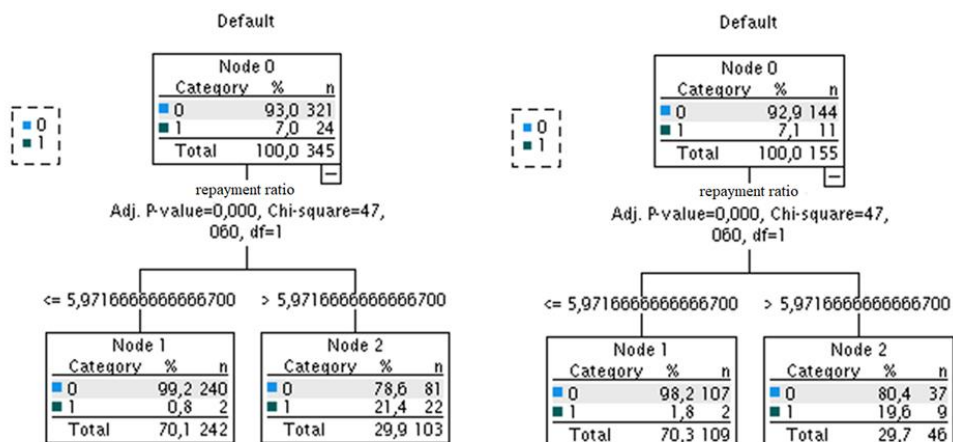 Default
Node 0
Category % n
0 93,0 321
1 7,0 24
Total 100,0 345
0
1
repayment ratio
Adj. P-value=0,000, Chi-square=47,
060, df=1
<= 5,9716666666666700
> 5,9716666666666700
Node 1
Category % n
0 99,2 240
1 0,8 2
Total 70,1 242
Node 2
Category % n
0 78,6 81
1 21,4 22
Total 29,9 103
Default
Node 0
Category % n
0 92,9 144
1 7,1 11
Total 100,0 155
0
1
repayment ratio
Adj. P-value=0,000, Chi-square=47,
060, df=1
<= 5,9716666666666700
> 5,9716666666666700
Node 1
Category % n
0 98,2 107
1 1,8 2
Total 70,3 109
Node 2
Category % n
0 80,4 37
1 19,6 9
Total 29,7 46